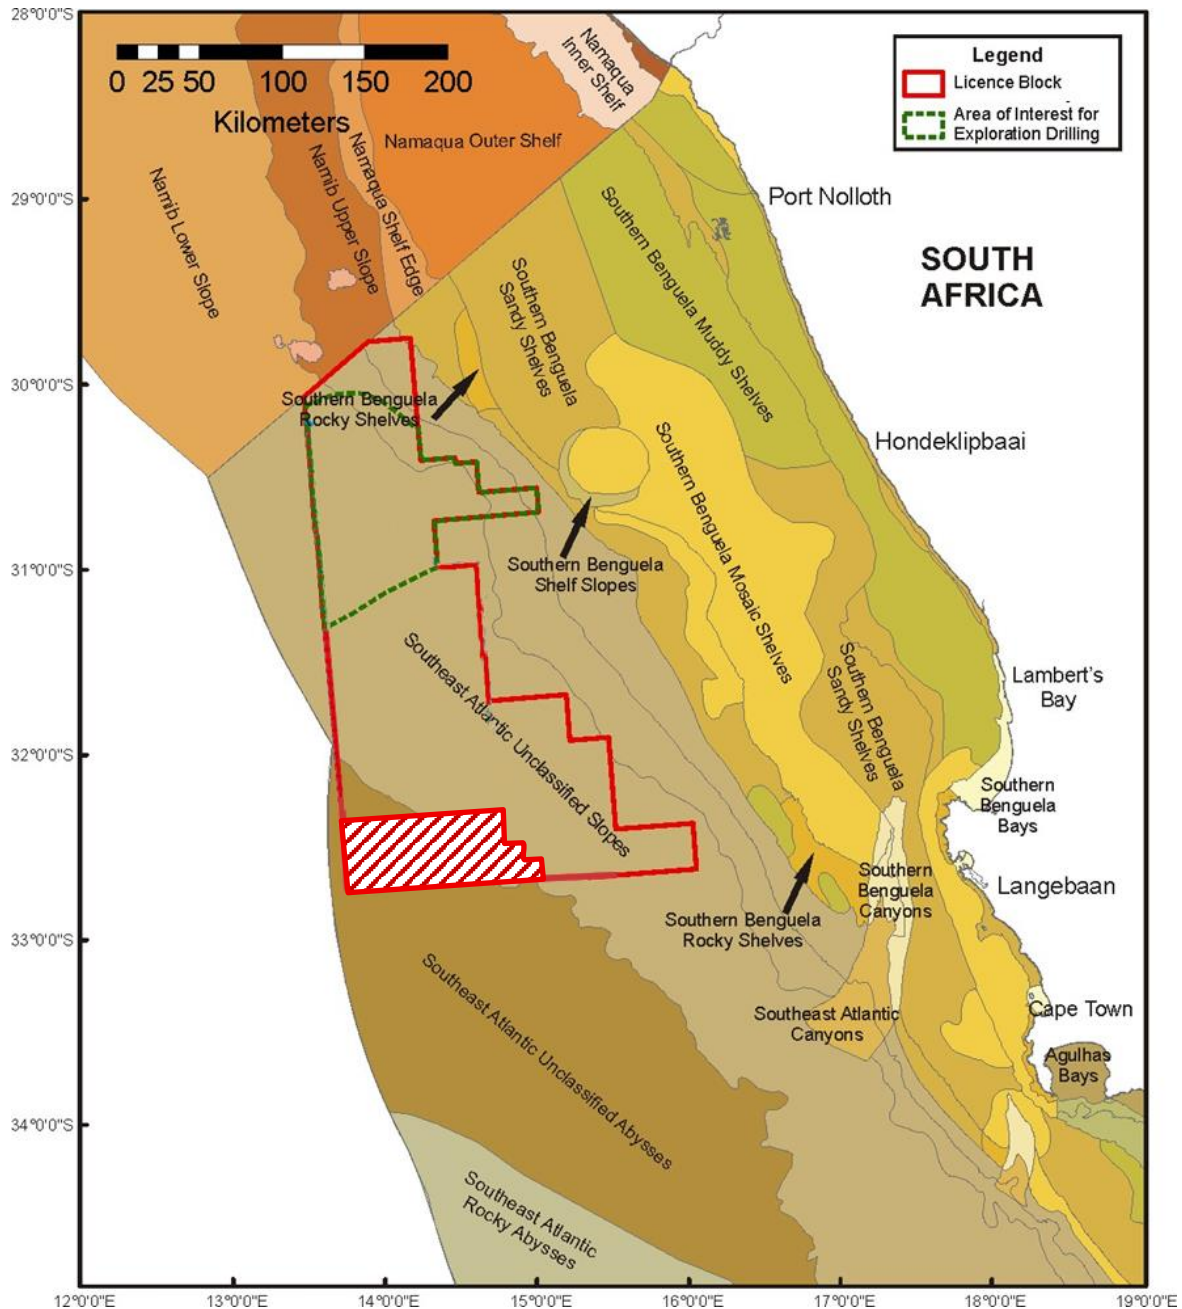 28°0'0"S
29°0'0"S
30°0'0"S
31°0'0"S
32°0'0"S
33°0'0"S
34°0'0"S
12°0'0"E
13°0'0"E
14°0'0"E
15°0'0"E
16°0'0"E
17°0'0"E
18°0'0"E
19°0'0"E
0 25 50 100 150 200
Kilometers
Legend
Licence Block
Area of Interest for
Exploration Drilling
Namaqua
Inner Shelf
Namaqua Outer Shelf
Namaqua Shelf Edge
Namib Upper Slope
Namib Lower Slope
Port Nolloth
SOUTH
AFRICA
Southern Benguela Muddy Shelves
Southern Benguela
Sandy Shelves
Southern Benguela
Rocky Shelves
Hondeklipbaai
Southern Benguela Mosaic Shelves
Southern Benguela
Shelf Slopes
Southeast Atlantic Unclassified Slopes
Southern Benguela
Sandy Shelves
Lambert's
Bay
Southern
Benguela
Bays
Langebaan
Southern
Benguela
Canyons
Southern Benguela
Rocky Shelves
Southeast Atlantic
Canyons
Cape Town
Agulhas
Bays
Southeast Atlantic Unclassified Abysses
Southeast Atlantic
Rocky Abysses